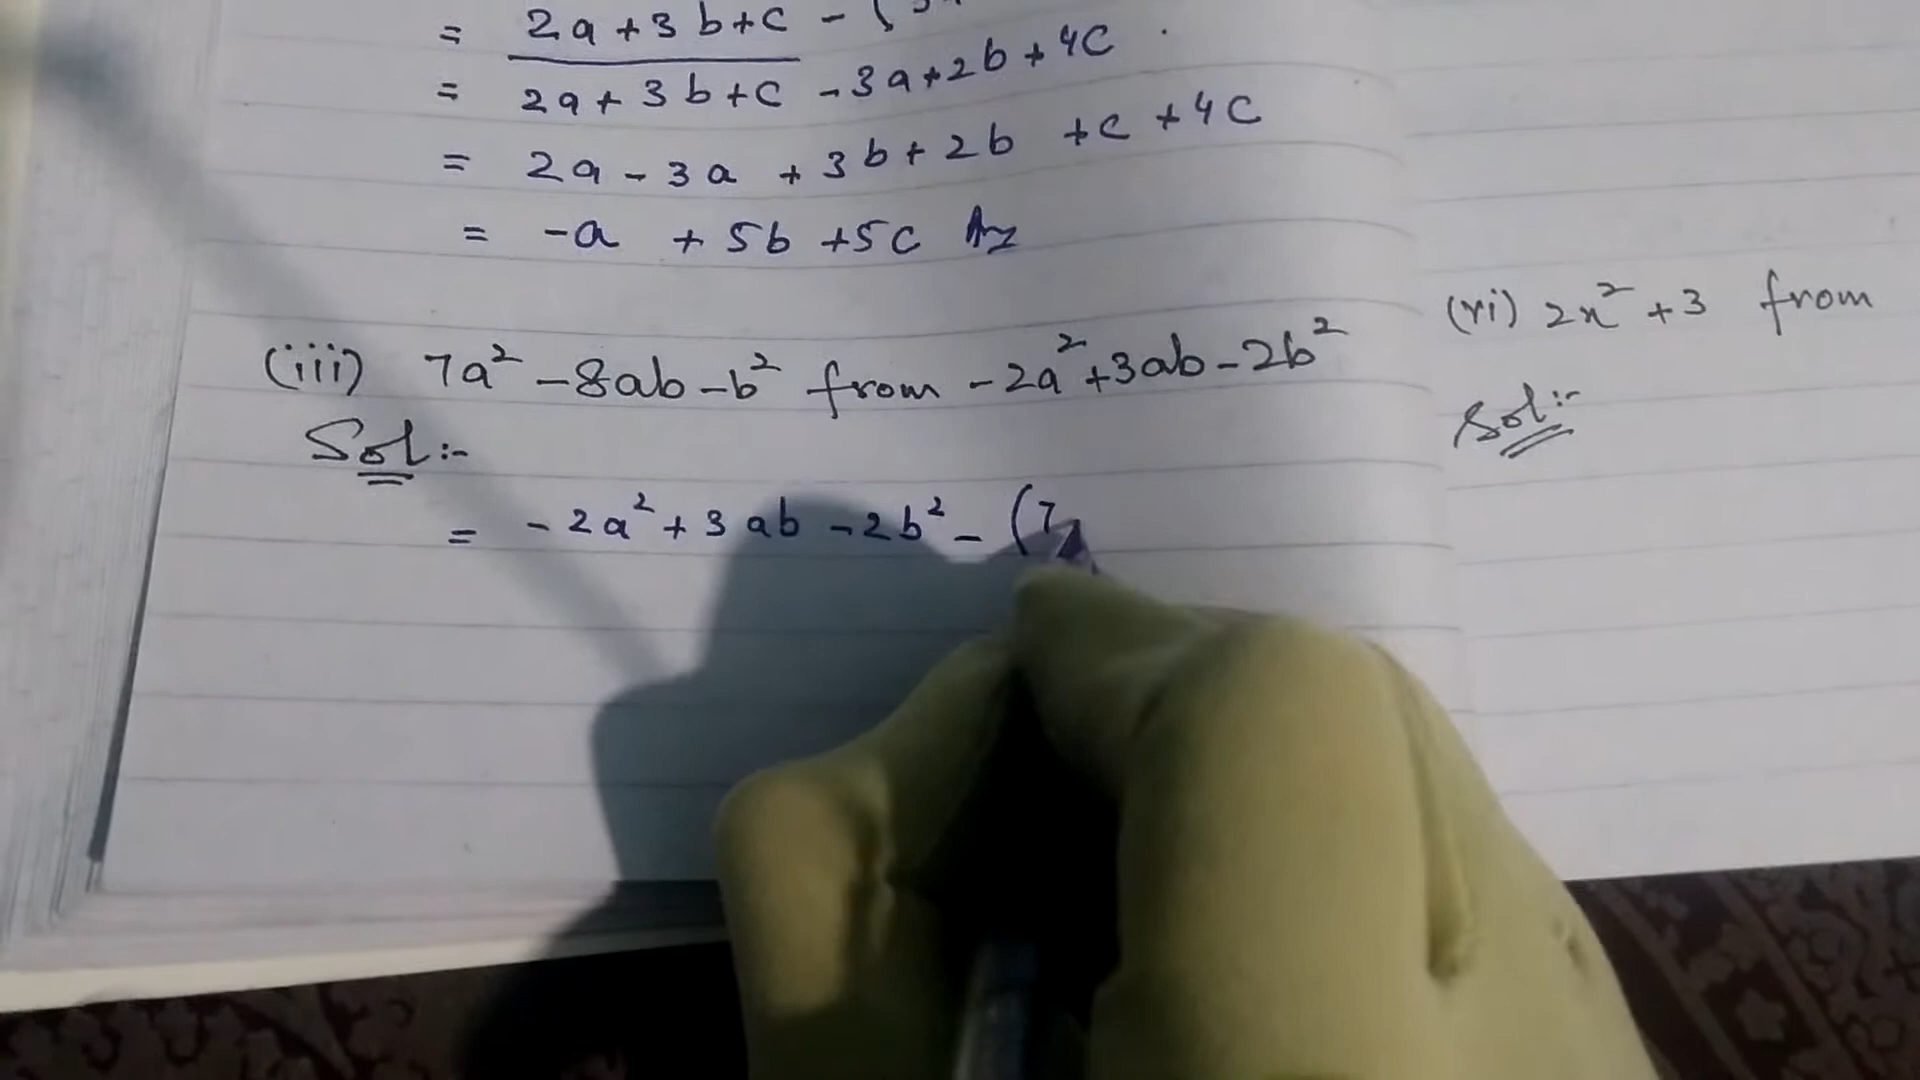 = 2a + 3b + c - (3
= 2a + 3b + c - 3a + 2b + 4c
= 2a - 3a + 3b + 2b + c + 4c
= -a + 5b + 5c
(iii) 7a² - 8ab - b² from -2a² + 3ab - 2b²
Sol:-
= -2a² + 3ab - 2b² - (7
(vi) 2x² + 3 from
Sol:-